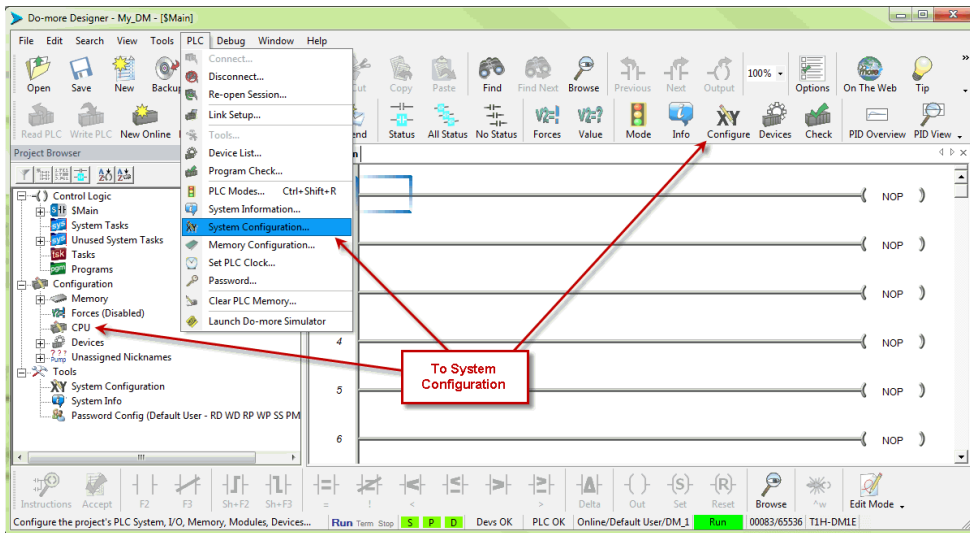 Do-more Designer - My_DM - [$Main]
File Edit Search View Tools PLC Debug Window Help
Open Save New Backup Cut Copy Paste Find Find Next Browse Previous Next Output 100% Options On The Web Tip
Read PLC Write PLC New Online Status All Status No Status Forces Value Mode Info Configure Devices Check PID Overview PID View
Connect...
Disconnect...
Re-open Session...
Link Setup...
Tools...
Device List...
Program Check...
PLC Modes... Ctrl+Shift+R
System Information...
XY System Configuration...
Memory Configuration...
Set PLC Clock...
Password...
Clear PLC Memory...
Launch Do-more Simulator
Project Browser
Control Logic
$Main
sys System Tasks
sys Unused System Tasks
tsk Tasks
pgm Programs
Configuration
Memory
Forces (Disabled)
CPU
Devices
Unassigned Nicknames
Tools
XY System Configuration
System Info
Password Config (Default User - RD WD RP WP SS PM
NOP
NOP
NOP
4 NOP
5 NOP
6 NOP
To System
Configuration
Instructions Accept F2 F3 Sh+F2 Sh+F3 = ! < > Delta Out Set Reset Browse ^w Edit Mode
Configure the project's PLC System, I/O, Memory, Modules, Devices... Run Term Stop S P D Devs OK PLC OK Online/Default User/DM_1 Run 00083/65536 T1H-DM1E